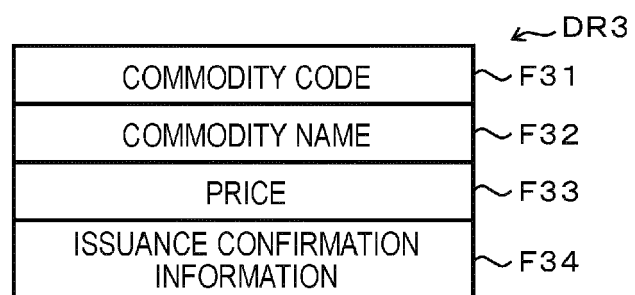 DR3
COMMODITY CODE F31
COMMODITY NAME F32
PRICE F33
ISSUANCE CONFIRMATION
INFORMATION F34